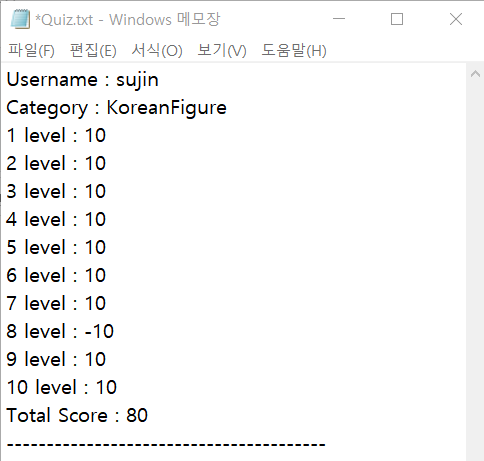 *Quiz.txt - Windows 메모장
파일(F) 편집(E) 서식(O) 보기(V) 도움말(H)
Username : sujin
Category : KoreanFigure
1 level : 10
2 level : 10
3 level : 10
4 level : 10
5 level : 10
6 level : 10
7 level : 10
8 level : -10
9 level : 10
10 level : 10
Total Score : 80
----------------------------------------